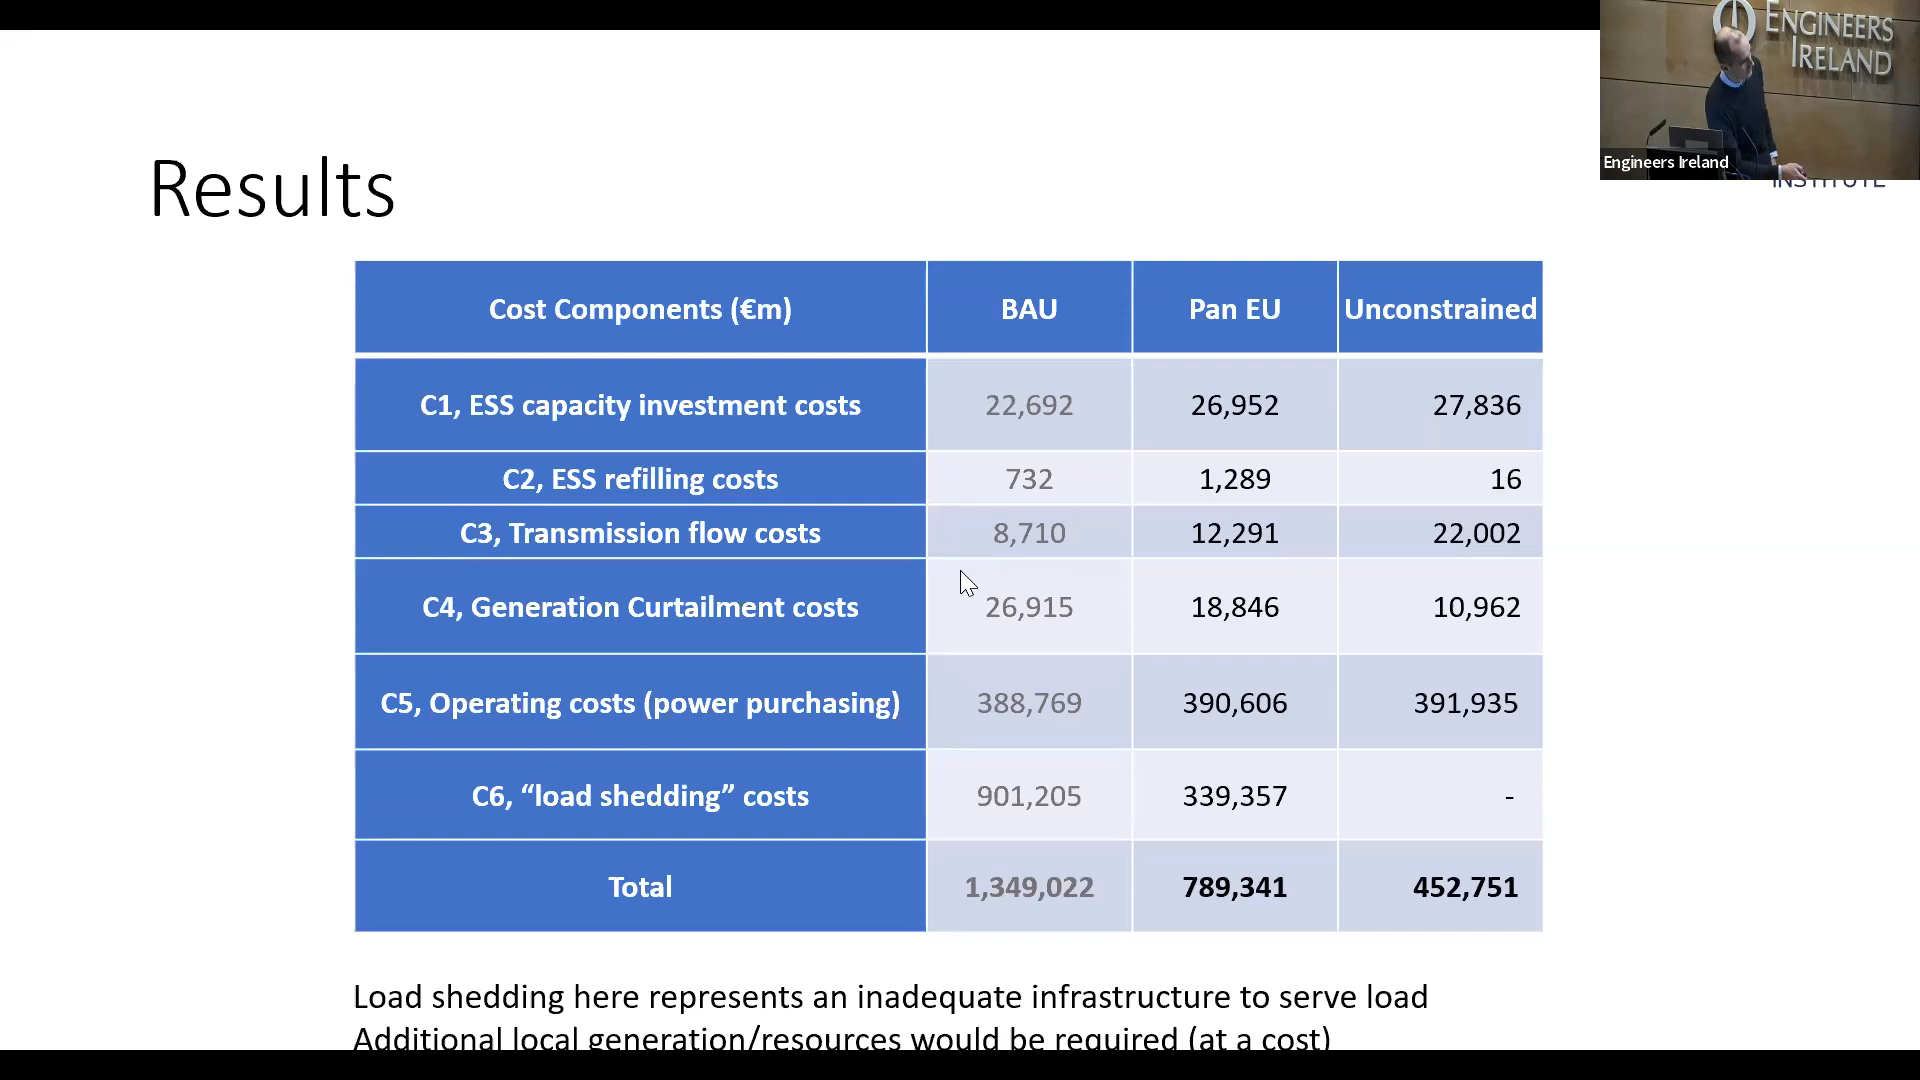 ENGINEERS
IRELAND
Engineers Ireland
INSTITUTE
Results
Cost Components (€m) BAU Pan EU Unconstrained
C1, ESS capacity investment costs 22,692 26,952 27,836
C2, ESS refilling costs 732 1,289 16
C3, Transmission flow costs 8,710 12,291 22,002
C4, Generation Curtailment costs 26,915 18,846 10,962
C5, Operating costs (power purchasing) 388,769 390,606 391,935
C6, “load shedding” costs 901,205 339,357 -
Total 1,349,022 789,341 452,751
Load shedding here represents an inadequate infrastructure to serve load
Additional local generation/resources would be required (at a cost)